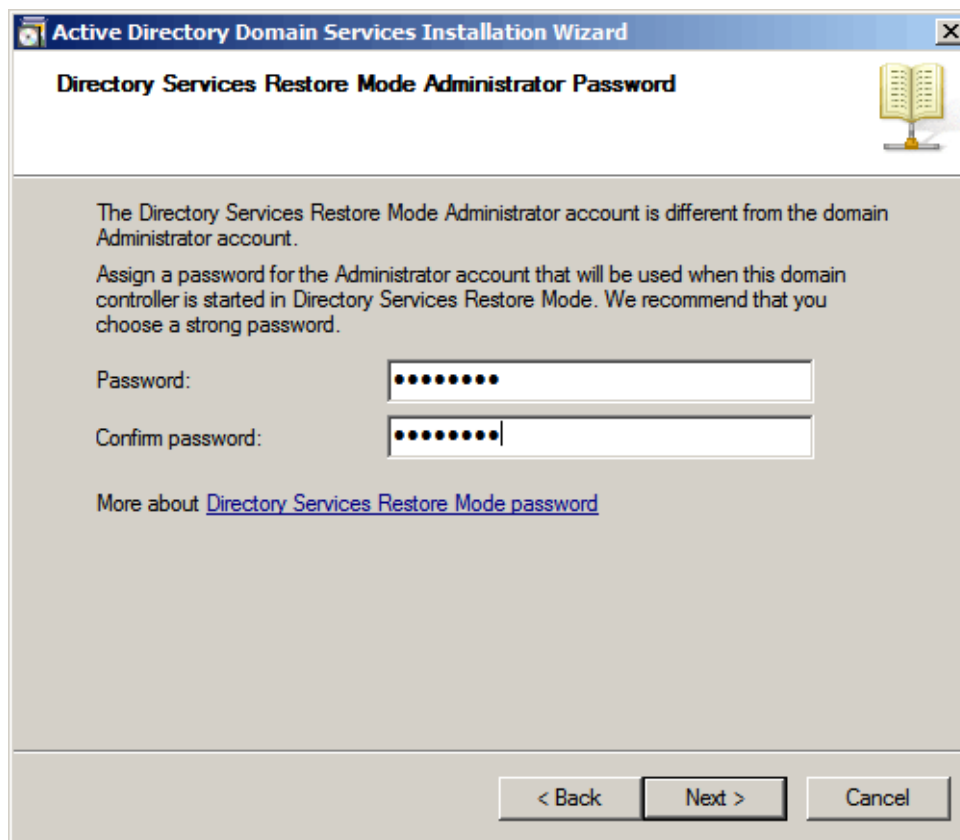 Active Directory Domain Services Installation Wizard
Directory Services Restore Mode Administrator Password
The Directory Services Restore Mode Administrator account is different from the domain
Administrator account.
Assign a password for the Administrator account that will be used when this domain
controller is started in Directory Services Restore Mode. We recommend that you
choose a strong password.
Password: ●●●●●●●●
Confirm password: ●●●●●●●●
More about Directory Services Restore Mode password
< Back Next > Cancel